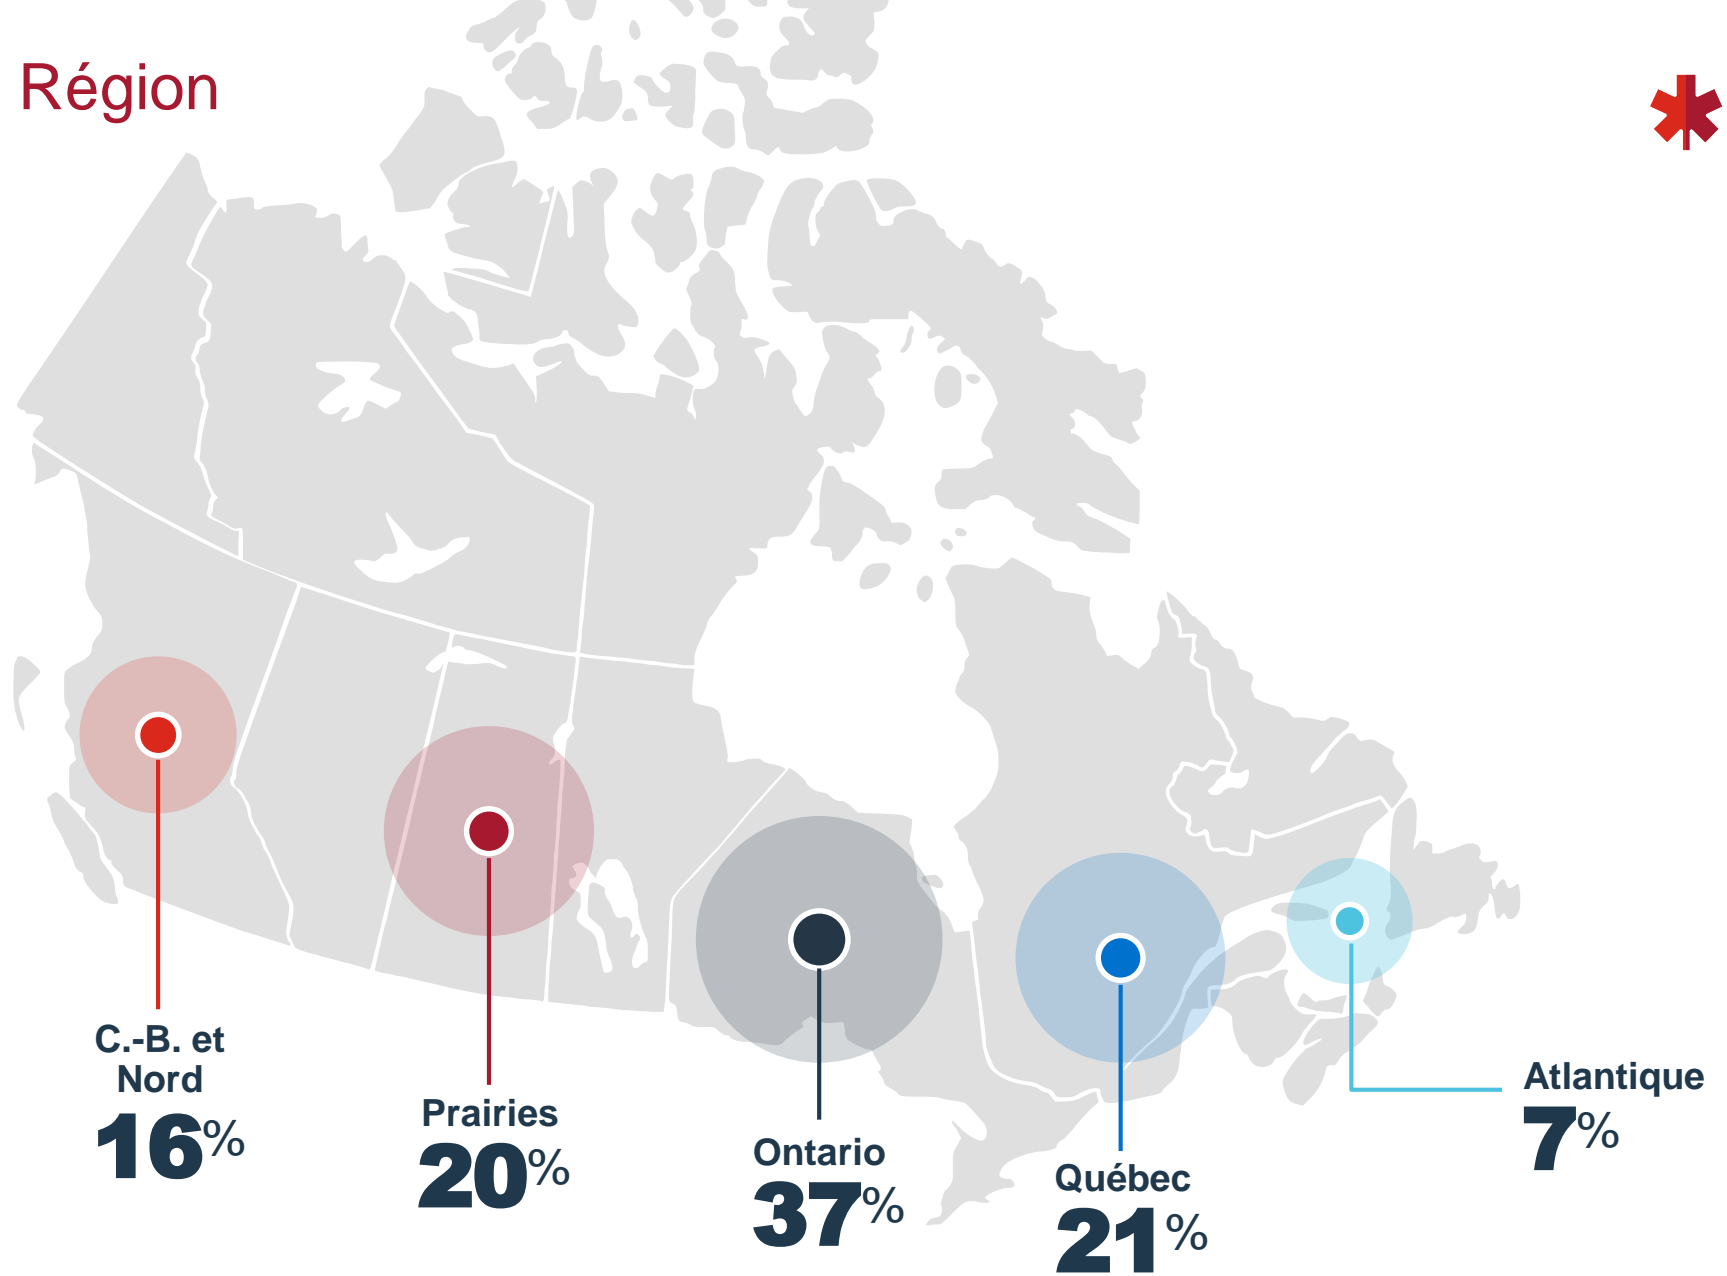 Région
C.-B. et
Nord
16%
Prairies
20%
Ontario
37%
Québec
21%
Atlantique
7%